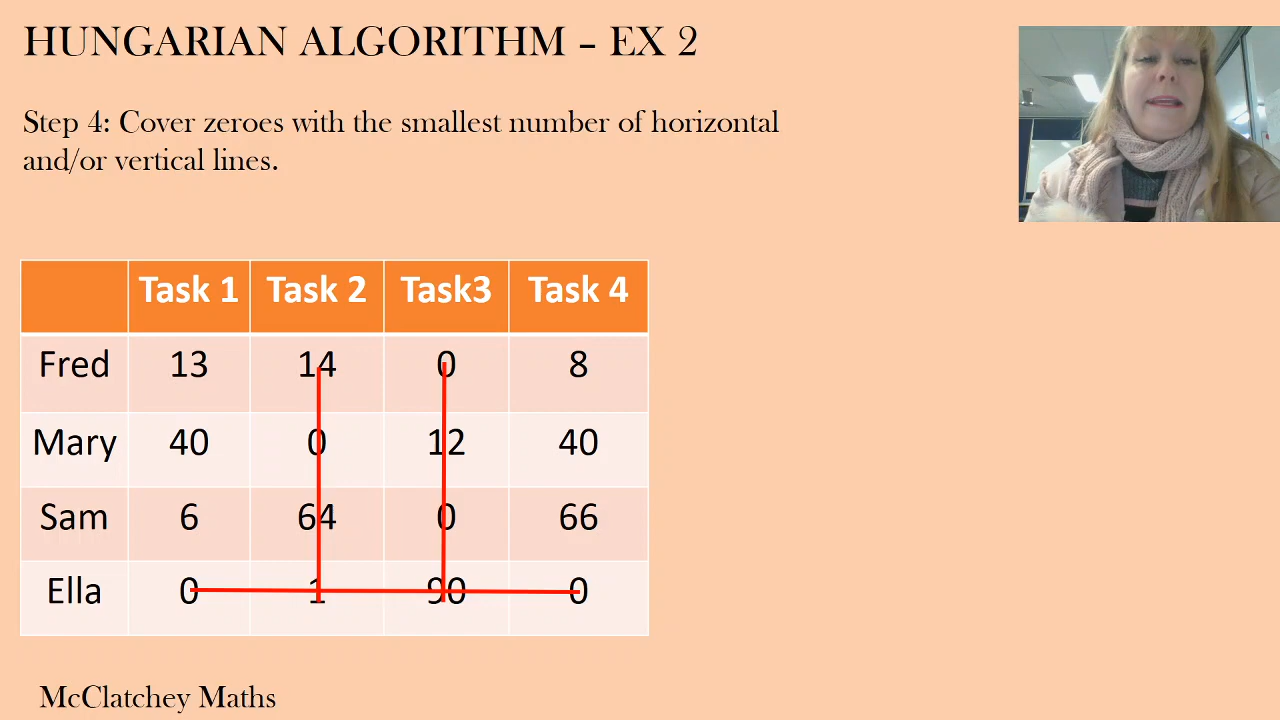 HUNGARIAN ALGORITHM – EX 2
Step 4: Cover zeroes with the smallest number of horizontal
and/or vertical lines.
Task 1 Task 2 Task3 Task 4
Fred 13 14 0 8
Mary 40 0 12 40
Sam 6 64 0 66
Ella 0 1 90 0
McClatchey Maths